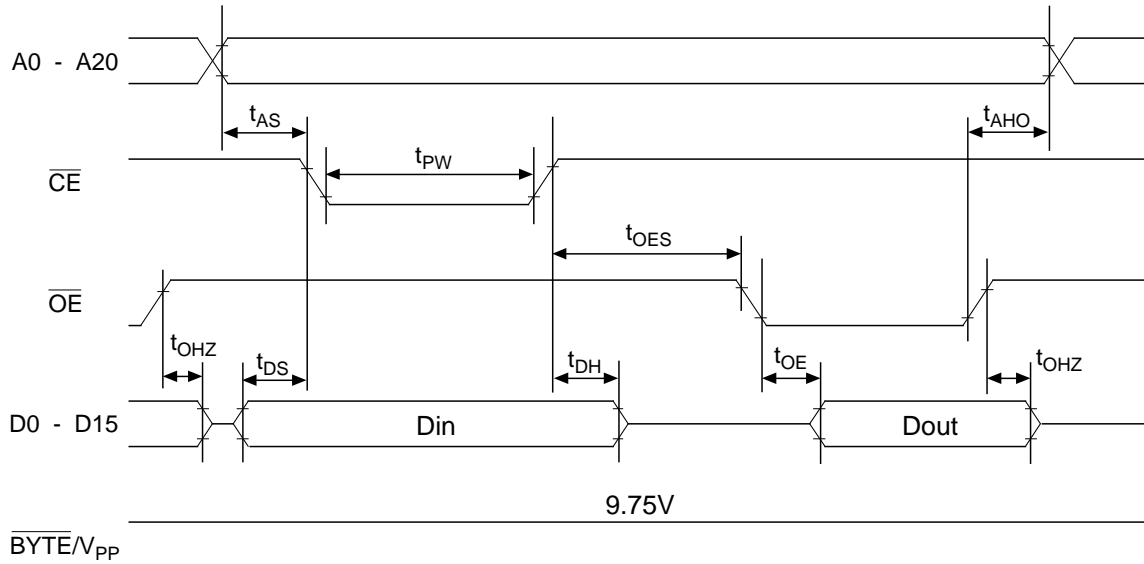 A0 - A20
tAS
tAHO
CE
tPW
tOES
OE
tOHZ
tDS
tDH
tOE
tOHZ
D0 - D15
Din
Dout
9.75V
BYTE/VPP